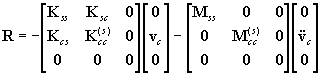 R = −[K_ss K_sc 0; K_cs K_cc^(s) 0; 0 0 0][0; v_c; 0] − [M_ss 0 0; 0 M_cc^(s) 0; 0 0 0][0; v̈_c; 0]